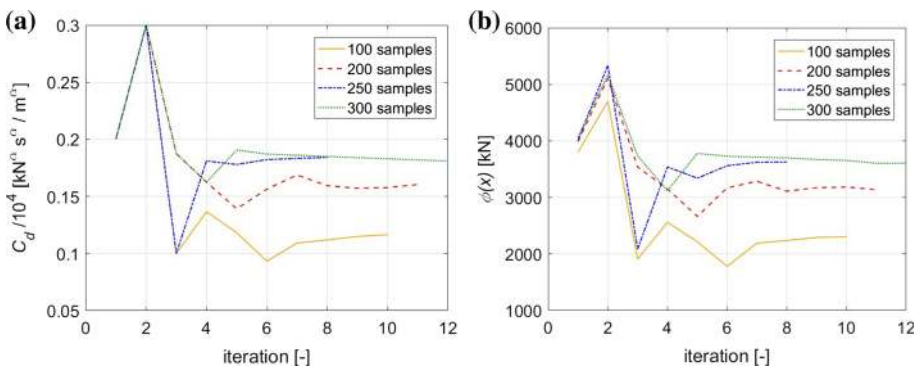 (a)
C_d /10^4 [kN^α s^α / m^α]
0.3
0.25
0.2
0.15
0.1
0.05
100 samples
200 samples
250 samples
300 samples
0 2 4 6 8 10 12
iteration [-]
(b)
ϕ(x) [kN]
6000
5000
4000
3000
2000
1000
100 samples
200 samples
250 samples
300 samples
0 2 4 6 8 10 12
iteration [-]